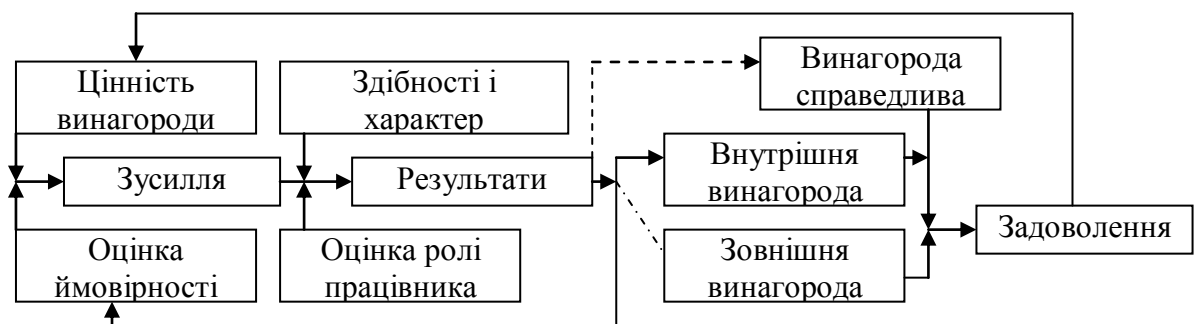 Цінність
винагороди
Здібності і
характер
Винагорода
справедлива
Зусилля
Результати
Внутрішня
винагорода
Оцінка
ймовірності
Оцінка ролі
працівника
Зовнішня
винагорода
Задоволення